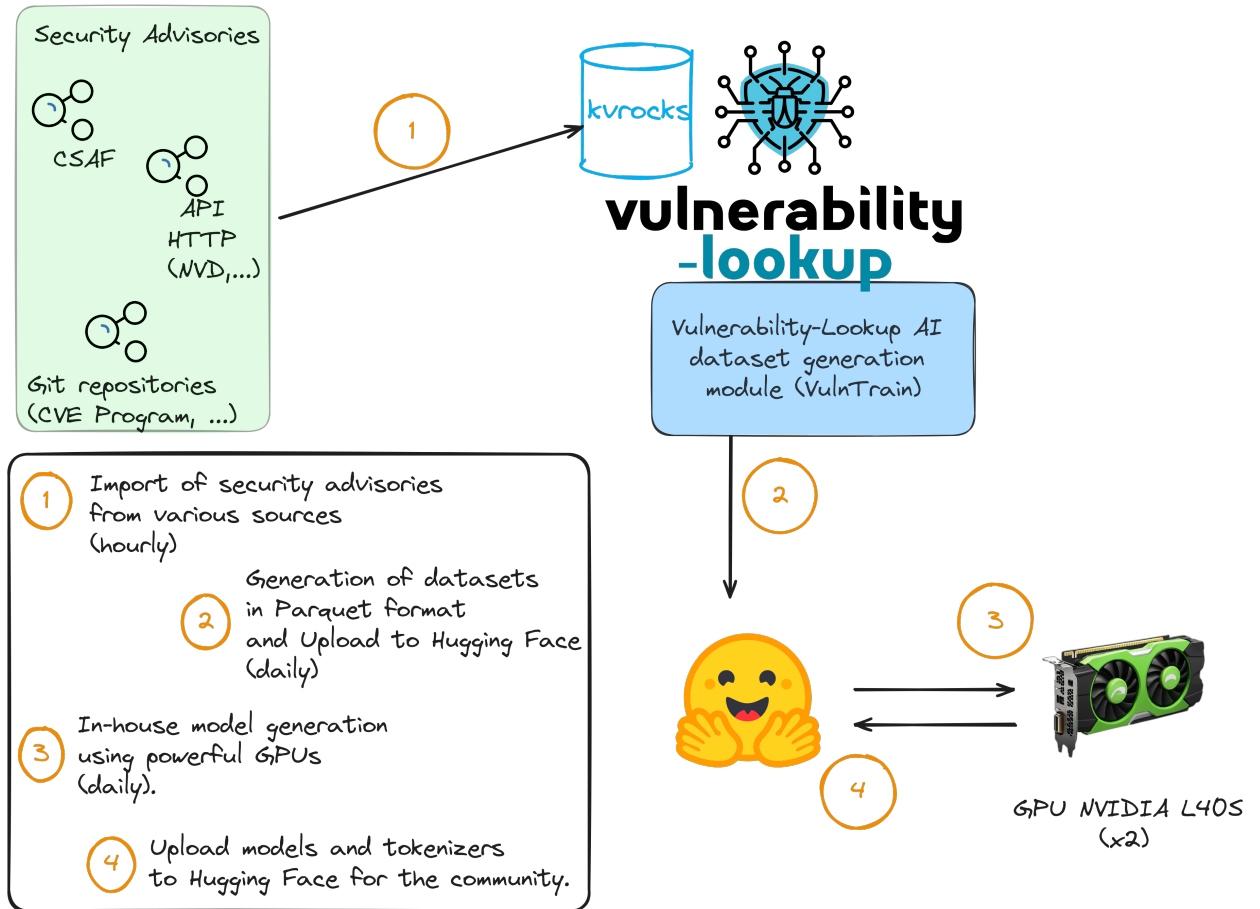 Security Advisories
CSAF
API
HTTP
(NVD,...)
Git repositories
(CVE Program, ...)
1
kvrocks
vulnerability
-lookup
Vulnerability-Lookup AI
dataset generation
module (VulnTrain)
2
3
4
GPU NVIDIA L40S
(x2)
1
Import of security advisories
from various sources
(hourly)
2
Generation of datasets
in Parquet format
and Upload to Hugging Face
(daily)
3
In-house model generation
using powerful GPUs
(daily).
4
Upload models and tokenizers
to Hugging Face for the community.